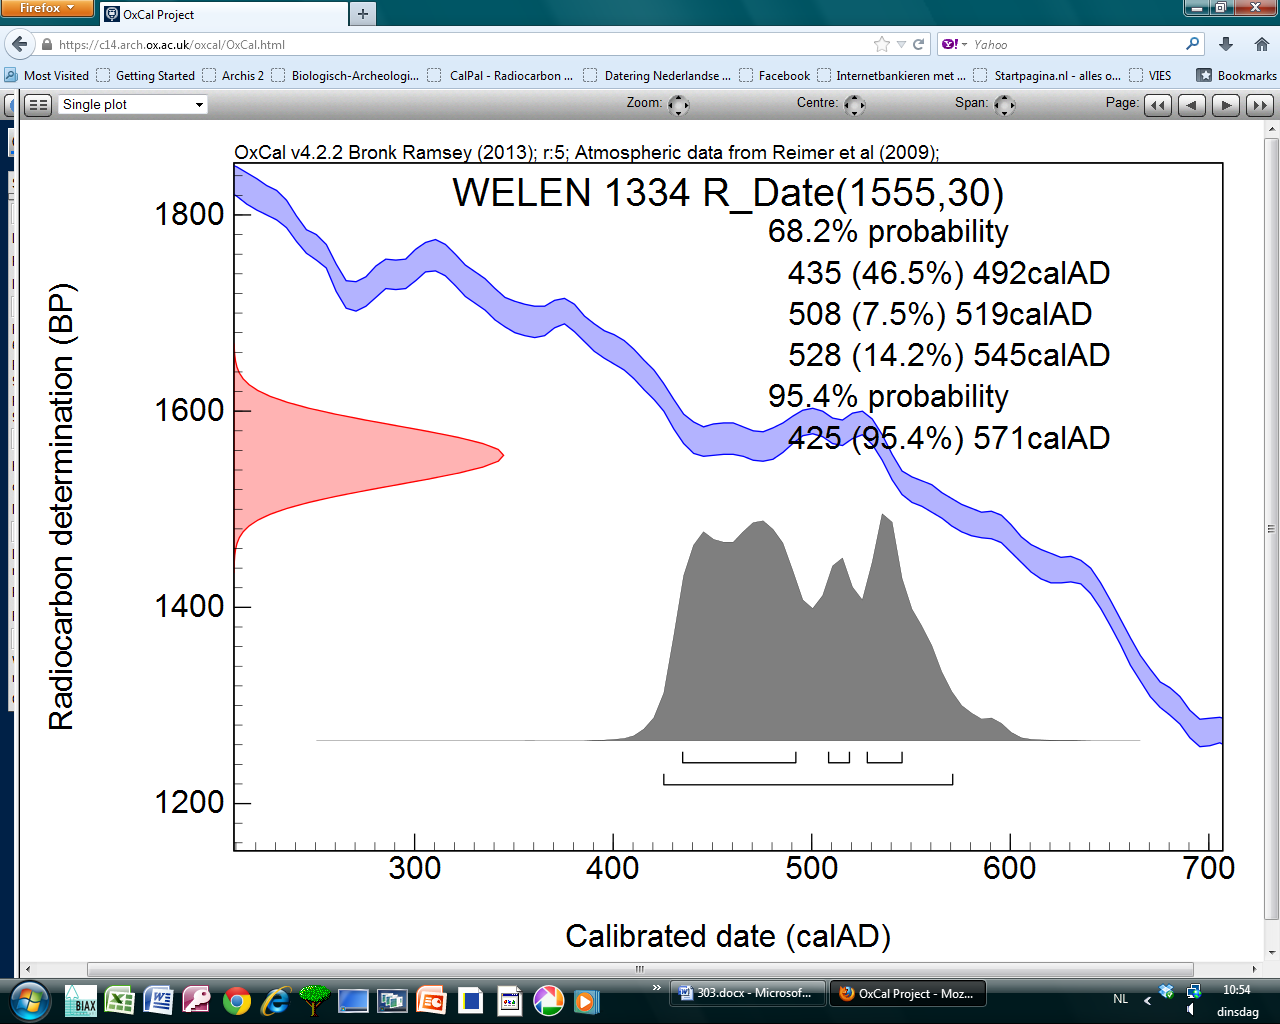 Firefox
OxCal Project
https://c14.arch.ox.ac.uk/oxcal/OxCal.html
Yahoo
Most Visited
Getting Started
Archis 2
Biologisch-Archeologi...
CalPal - Radiocarbon ...
Datering Nederlandse ...
Facebook
Internetbankieren met ...
Startpagina.nl - alles o...
VIES
Bookmarks
Single plot
Zoom:
Centre:
Span:
Page:
OxCal v4.2.2 Bronk Ramsey (2013); r:5; Atmospheric data from Reimer et al (2009);
WELEN 1334 R_Date(1555,30)
68.2% probability
435 (46.5%) 492calAD
508 (7.5%) 519calAD
528 (14.2%) 545calAD
95.4% probability
425 (95.4%) 571calAD
Radiocarbon determination (BP)
1800
1600
1400
1200
300 400 500 600 700
Calibrated date (calAD)
BIAX
303.docx - Microsof...
OxCal Project - Moz...
NL
10:54
dinsdag